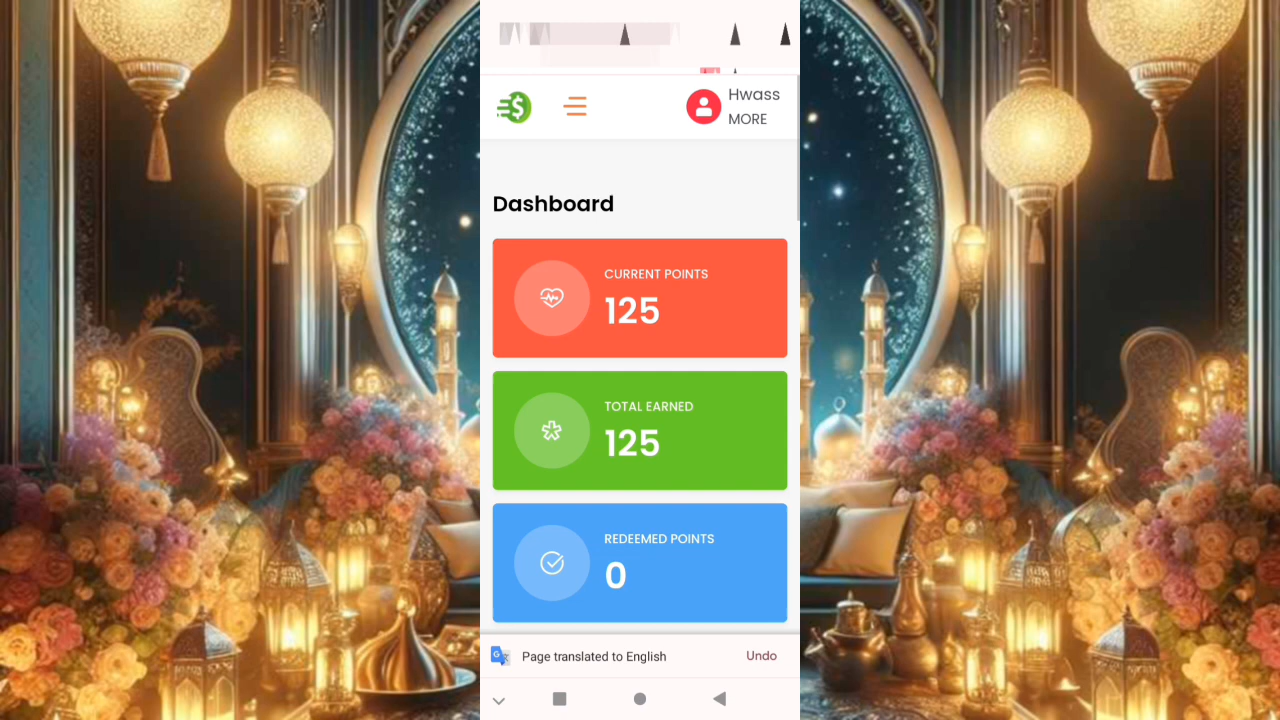 Hwass
MORE
Dashboard
CURRENT POINTS
125
TOTAL EARNED
125
REDEEMED POINTS
0
Page translated to English
Undo